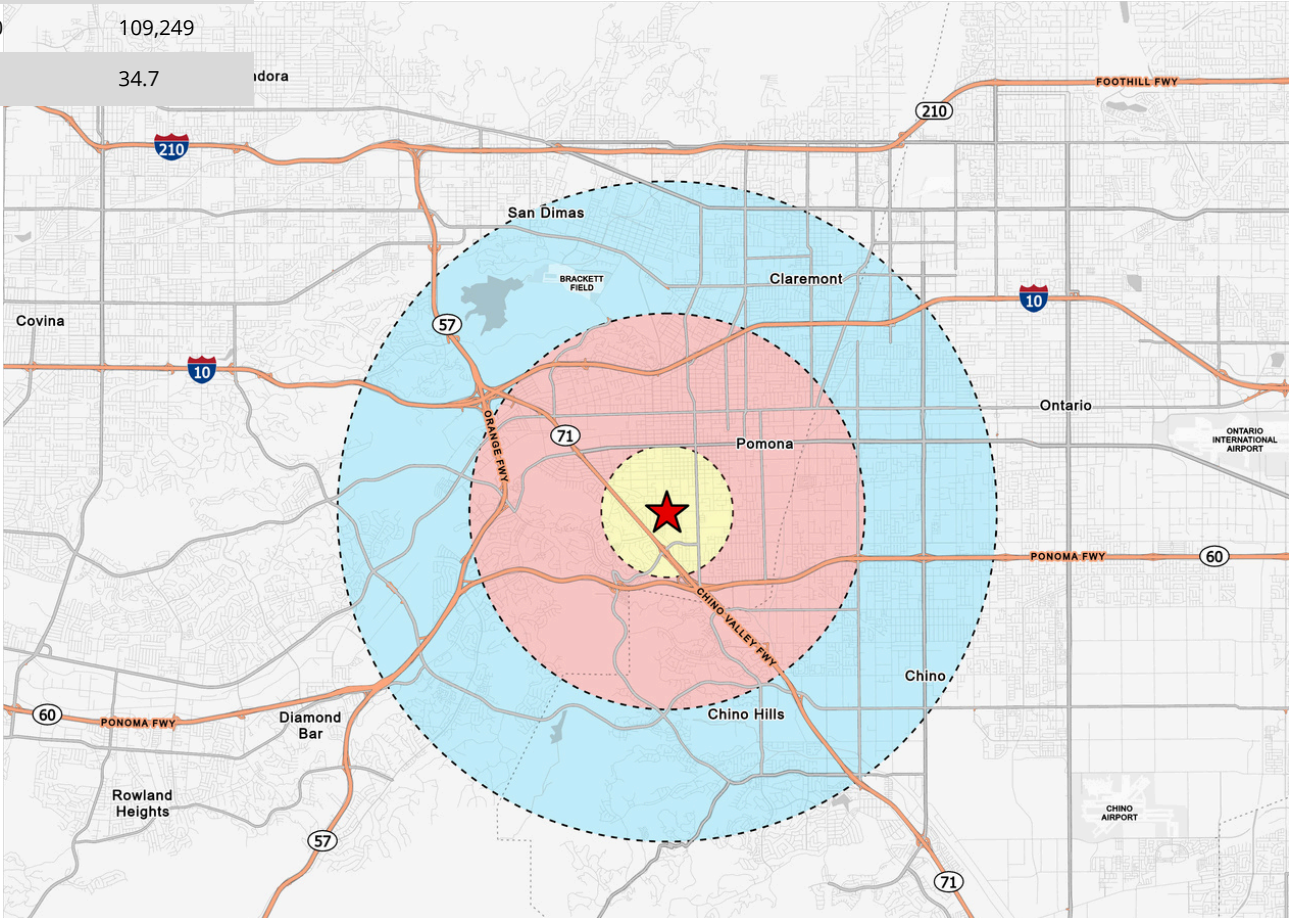 109,249
34.7
ndora
FOOTHILL FWY
210
210
San Dimas
BRACKETT
FIELD
Claremont
10
Covina
57
10
Ontario
ORANGE FWY
71
Pomona
ONTARIO
INTERNATIONAL
AIRPORT
PONOMA FWY
60
CHINO VALLEY FWY
Chino
60
PONOMA FWY
Diamond
Bar
Chino Hills
Rowland
Heights
CHINO
AIRPORT
57
71